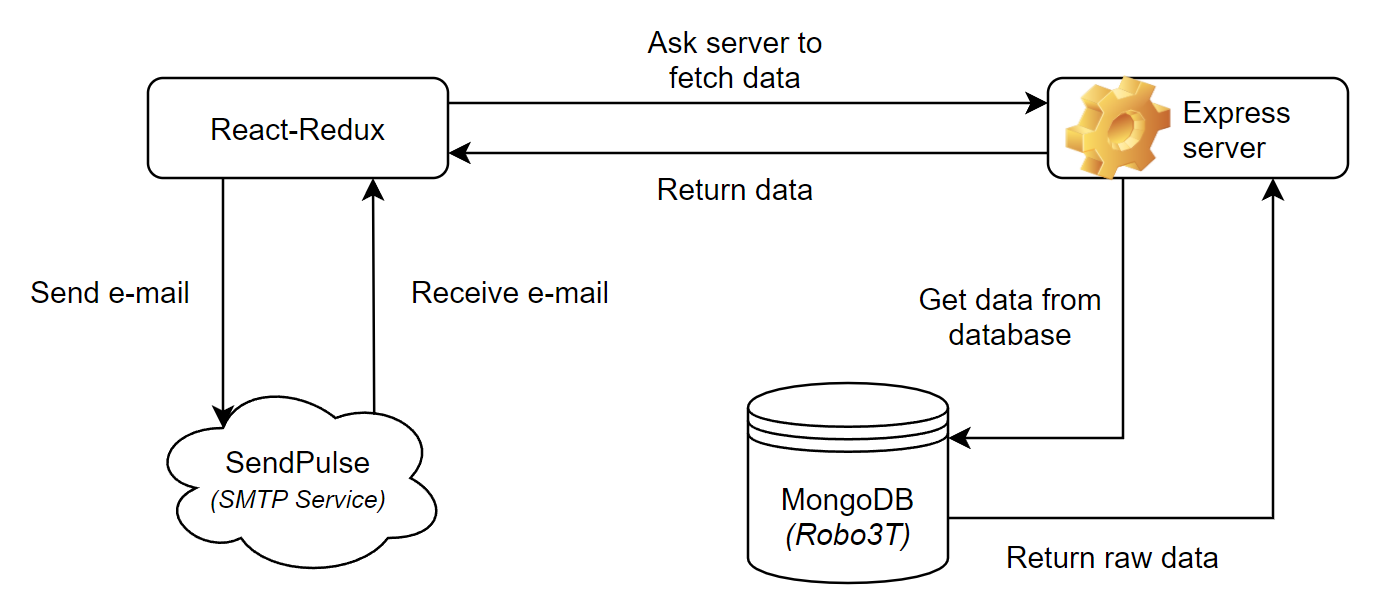 Ask server to
fetch data
React-Redux
Express
server
Return data
Send e-mail
Receive e-mail
Get data from
database
SendPulse
(SMTP Service)
MongoDB
(Robo3T)
Return raw data